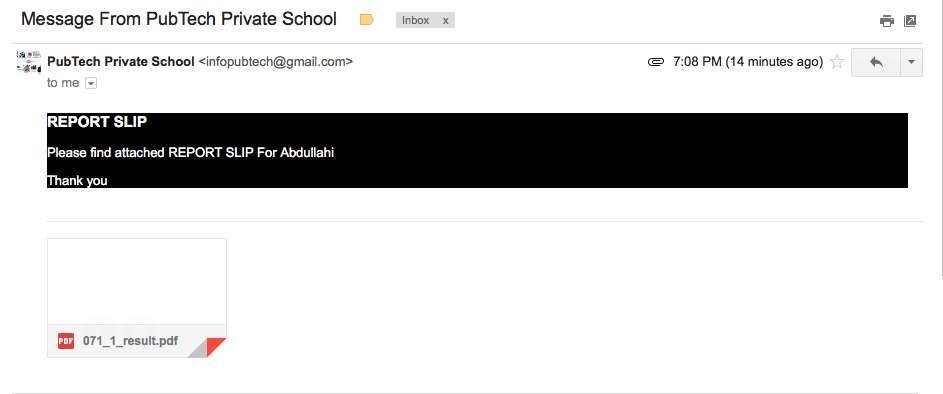 Message From PubTech Private School Inbox x
PubTech Private School <infopubtech@gmail.com> 7:08 PM (14 minutes ago)
to me
REPORT SLIP
Please find attached REPORT SLIP For Abdullahi
Thank you
PDF 071_1_result.pdf